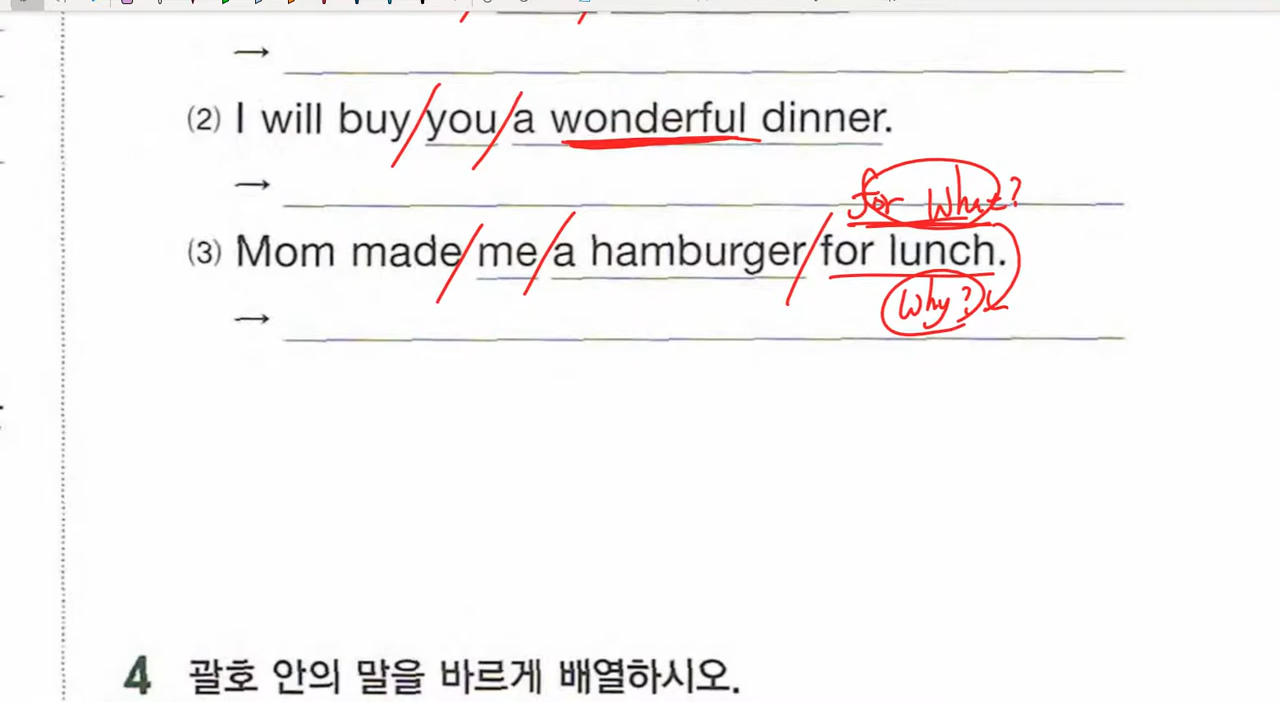 →
(2) I will buy/you/a wonderful dinner.
→
for what?
(3) Mom made/me/a hamburger/for lunch.
why?
→
4 괄호 안의 말을 바르게 배열하시오.